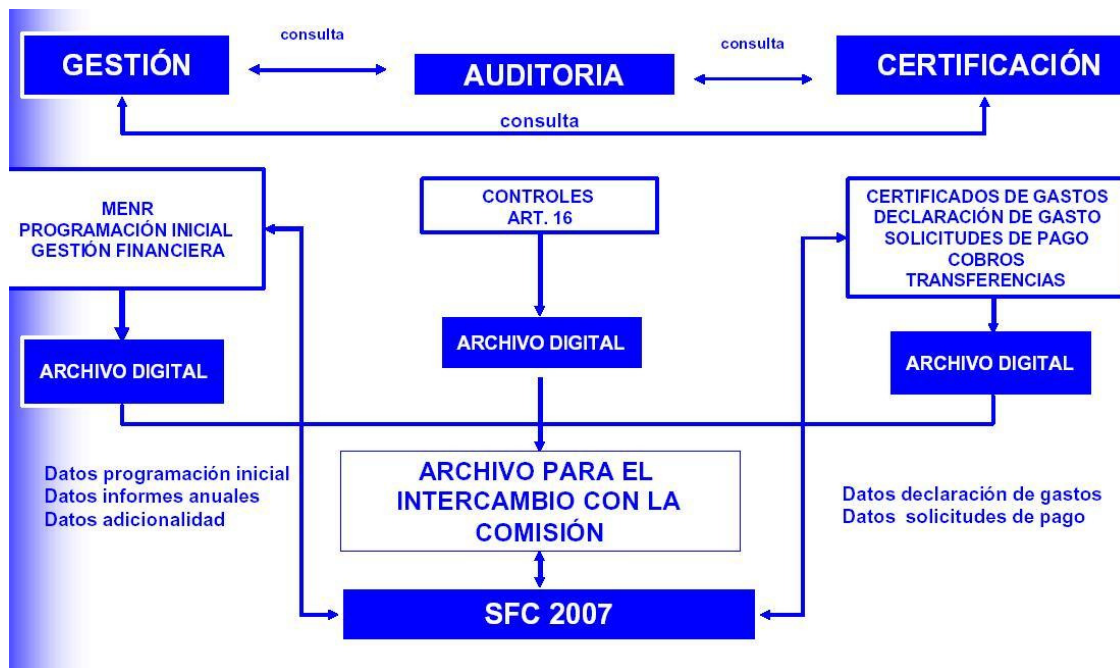 consulta
consulta
GESTIÓN
AUDITORIA
CERTIFICACIÓN
consulta
MENR
PROGRAMACIÓN INICIAL
GESTIÓN FINANCIERA
CONTROLES
ART. 16
CERTIFICADOS DE GASTOS
DECLARACIÓN DE GASTO
SOLICITUDES DE PAGO
COBROS
TRANSFERENCIAS
ARCHIVO DIGITAL
ARCHIVO DIGITAL
ARCHIVO DIGITAL
Datos programación inicial
Datos informes anuales
Datos adicionalidad
ARCHIVO PARA EL
INTERCAMBIO CON LA
COMISIÓN
Datos declaración de gastos
Datos solicitudes de pago
SFC 2007